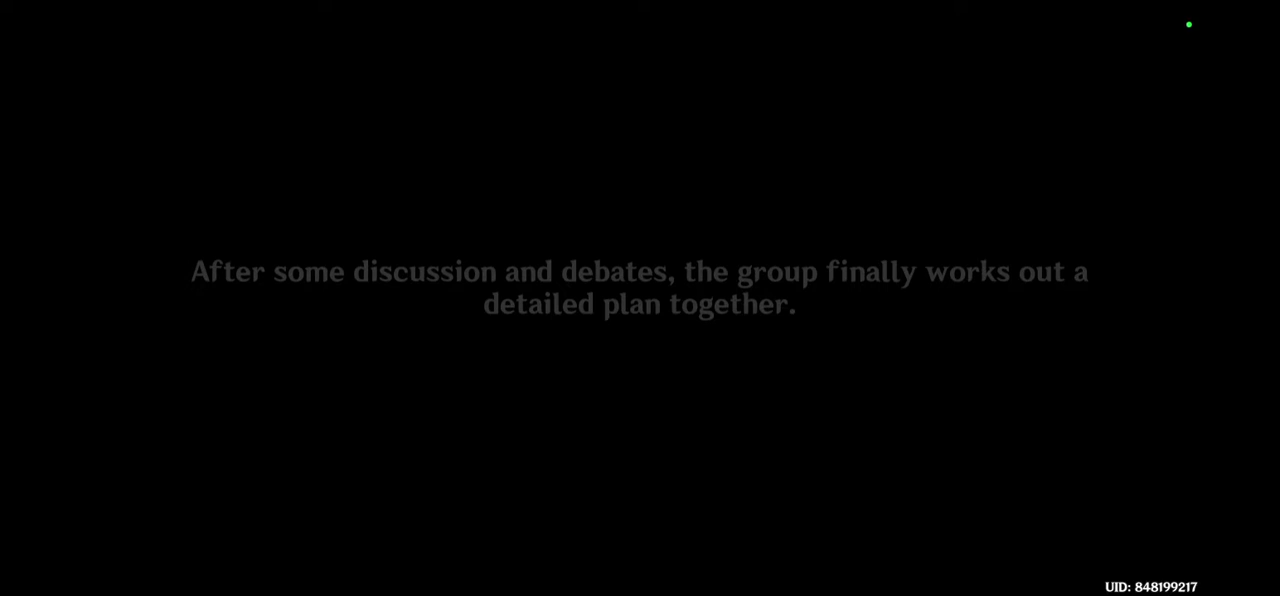 After some discussion and debates, the group finally works out a
detailed plan together.
UID: 848199217